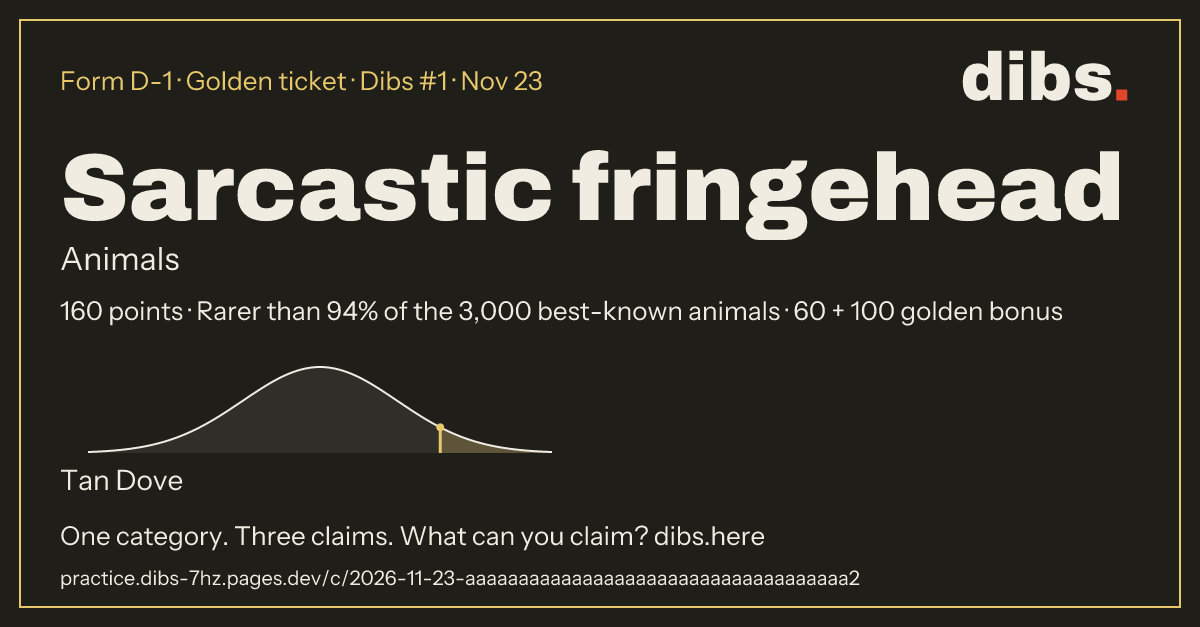 Form D-1 · Golden ticket · Dibs #1 · Nov 23
dibs.
Sarcastic fringehead
Animals
160 points · Rarer than 94% of the 3,000 best-known animals · 60 + 100 golden bonus
Tan Dove
One category. Three claims. What can you claim? dibs.here
practice.dibs-7hz.pages.dev/c/2026-11-23-aaaaaaaaaaaaaaaaaaaaaaaaaaaaaaaaaaaaa2